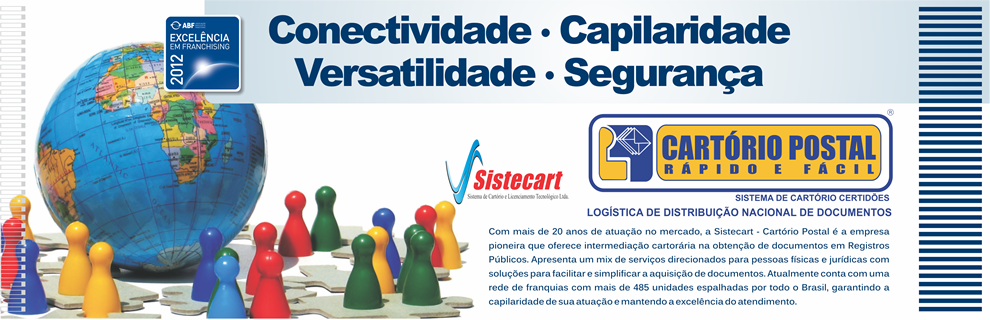 ABF
EXCELÊNCIA
EM FRANCHISING
2012
Conectividade • Capilaridade
Versatilidade • Segurança
Sistecart
Sistema de Cartório e Licenciamento Tecnológico Ltda.
®
CARTÓRIO POSTAL
RÁPIDO E FÁCIL
SISTEMA DE CARTÓRIO CERTIDÕES
LOGÍSTICA DE DISTRIBUIÇÃO NACIONAL DE DOCUMENTOS
Com mais de 20 anos de atuação no mercado, a Sistecart - Cartório Postal é a empresa
pioneira que oferece intermediação cartorária na obtenção de documentos em Registros
Públicos. Apresenta um mix de serviços direcionados para pessoas físicas e jurídicas com
soluções para facilitar e simplificar a aquisição de documentos. Atualmente conta com uma
rede de franquias com mais de 485 unidades espalhadas por todo o Brasil, garantindo a
capilaridade de sua atuação e mantendo a excelência do atendimento.